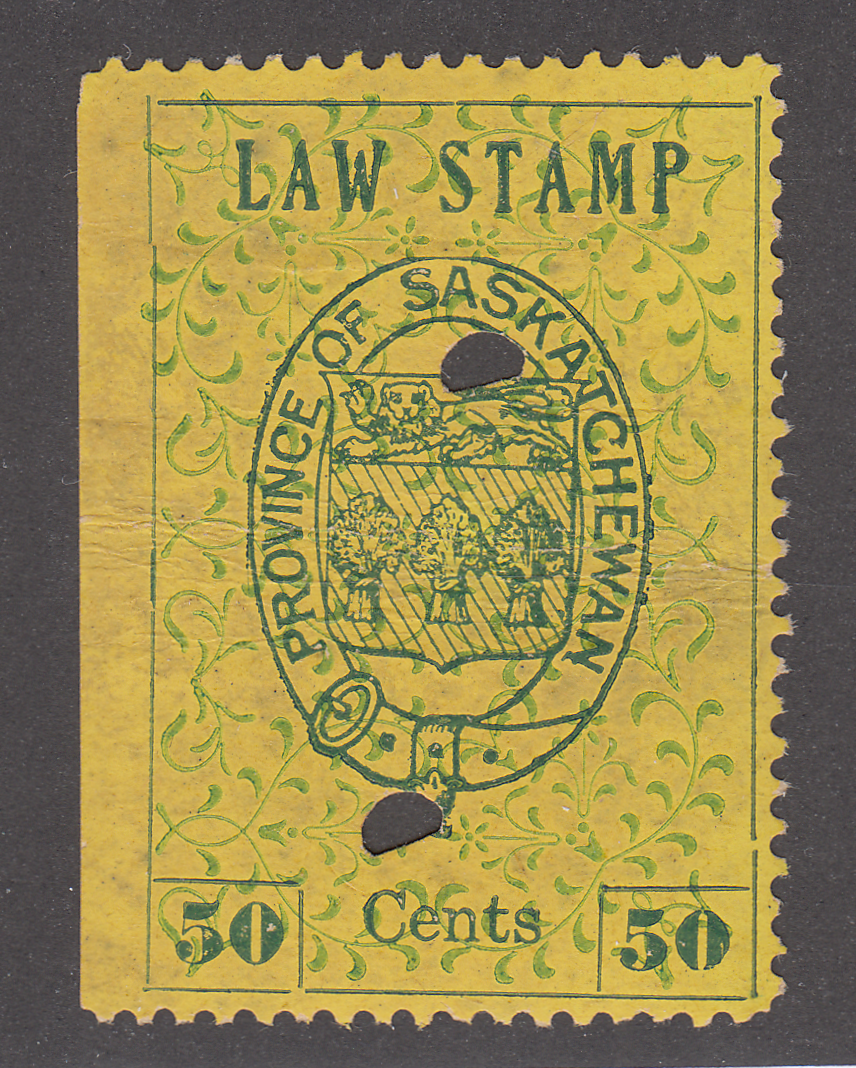 LAW STAMP
PROVINCE OF SASKATCHEWAN
50 Cents 50